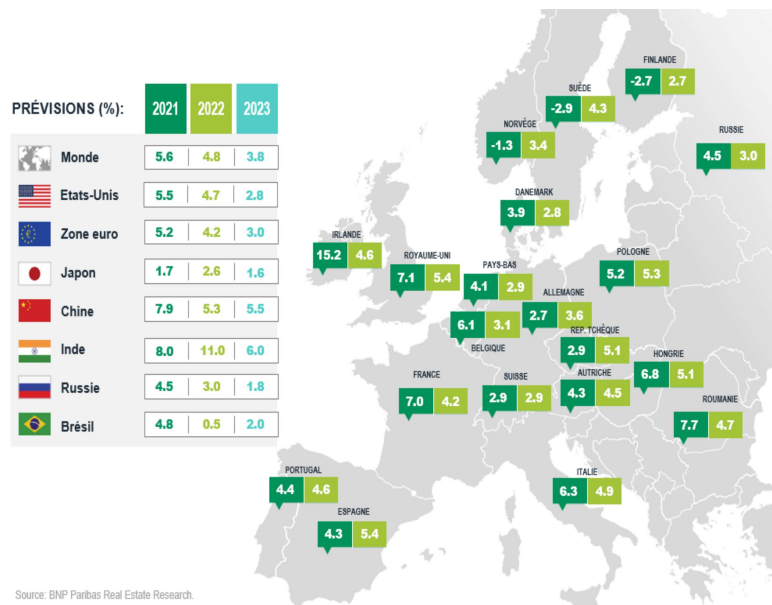 PRÉVISIONS (%): 2021 2022 2023
Monde 5.6 4.8 3.8
Etats-Unis 5.5 4.7 2.8
Zone euro 5.2 4.2 3.0
Japon 1.7 2.6 1.6
Chine 7.9 5.3 5.5
Inde 8.0 11.0 6.0
Russie 4.5 3.0 1.8
Brésil 4.8 0.5 2.0
FINLANDE
-2.7 2.7
SUÈDE
-2.9 4.3
NORVÈGE
-1.3 3.4
RUSSIE
4.5 3.0
DANEMARK
3.9 2.8
IRLANDE
15.2 4.6
ROYAUME-UNI
7.1 5.4
PAYS-BAS
4.1 2.9
POLOGNE
5.2 5.3
ALLEMAGNE
2.7 3.6
6.1 3.1
BELGIQUE
REP. TCHÈQUE
2.9 5.1
HONGRIE
6.8 5.1
FRANCE
7.0 4.2
SUISSE
2.9 2.9
AUTRICHE
4.3 4.5
ROUMANIE
7.7 4.7
PORTUGAL
4.4 4.6
ITALIE
6.3 4.9
ESPAGNE
4.3 5.4
Source: BNP Paribas Real Estate Research.